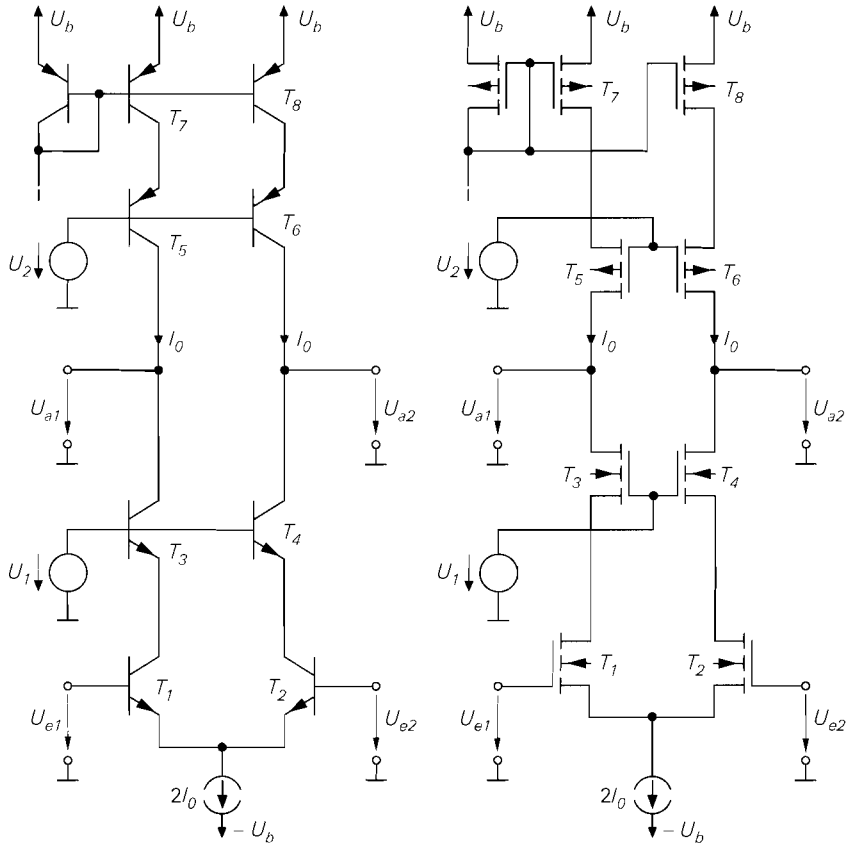 U_b U_b U_b U_b U_b U_b
T_7 T_8 T_7 T_8
U_2 T_5 T_6 U_2 T_5 T_6
I_0 I_0 I_0 I_0
U_a1 U_a2 U_a1 U_a2
T_3 T_4
U_1 T_3 T_4 U_1
T_1 T_2 T_1 T_2
U_e1 U_e2 U_e1 U_e2
2I_0 2I_0
– U_b – U_b